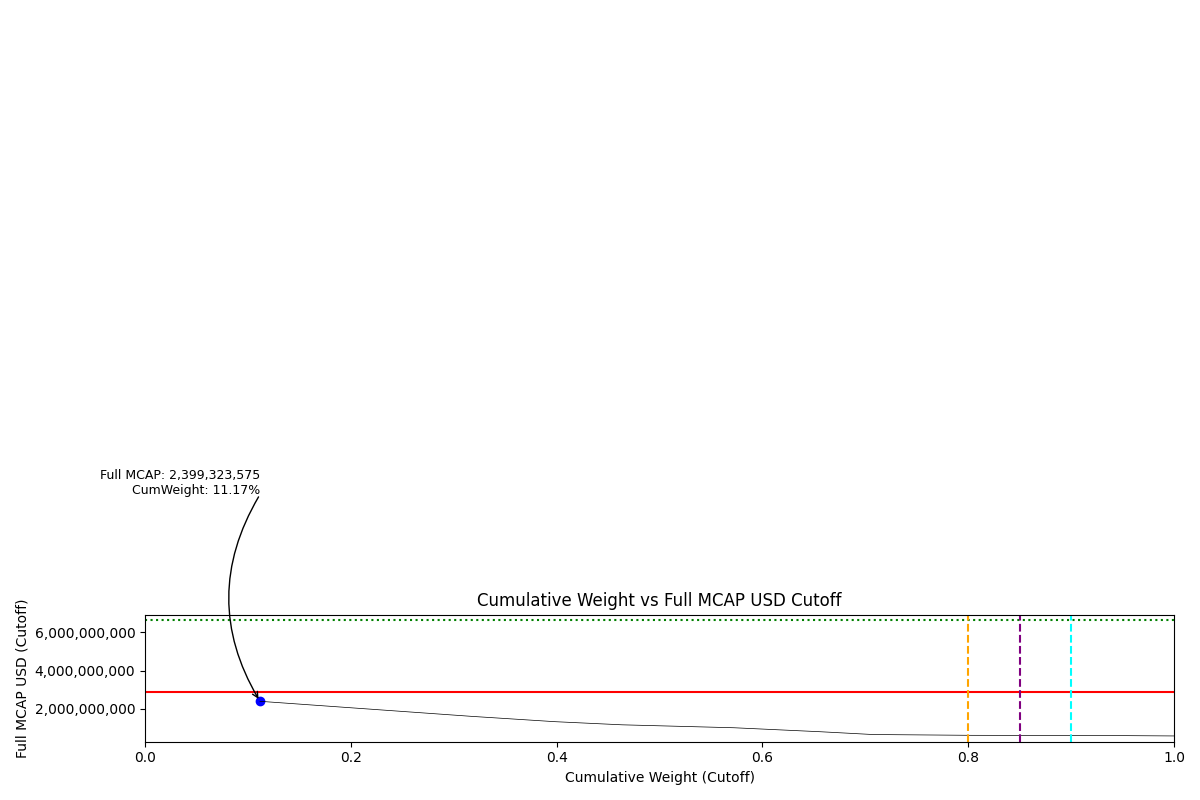 Full MCAP: 2,399,323,575
CumWeight: 11.17%
Cumulative Weight vs Full MCAP USD Cutoff
Full MCAP USD (Cutoff)
6,000,000,000
4,000,000,000
2,000,000,000
0.0 0.2 0.4 0.6 0.8 1.0
Cumulative Weight (Cutoff)